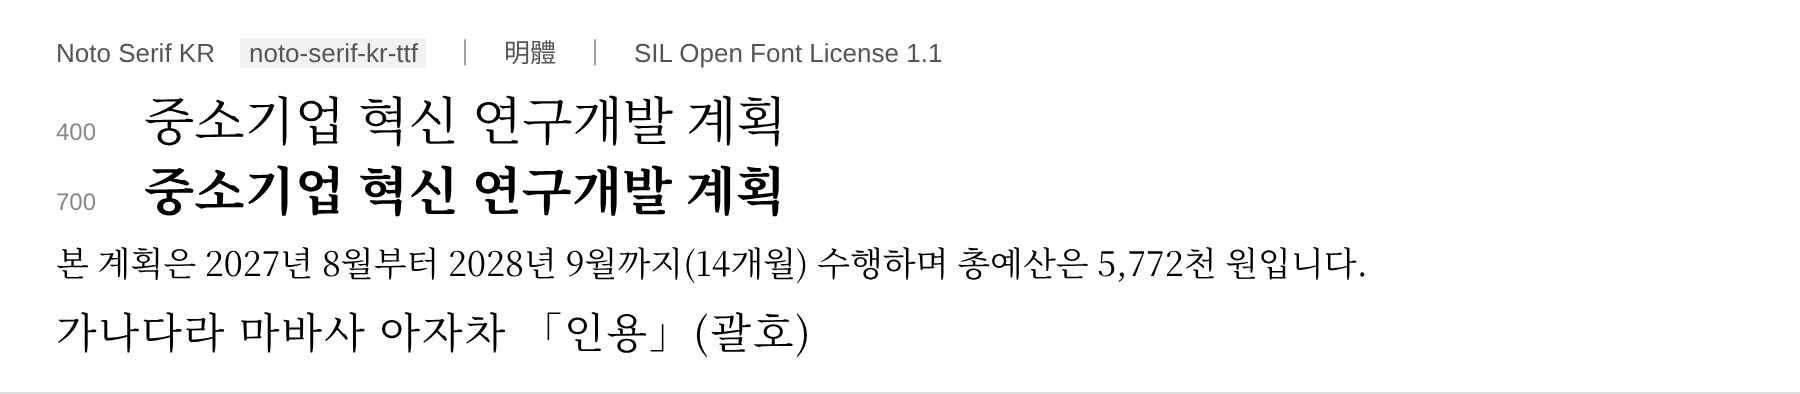 Noto Serif KR noto-serif-kr-ttf | 明體 | SIL Open Font License 1.1
400 중소기업 혁신 연구개발 계획
700 중소기업 혁신 연구개발 계획
본 계획은 2027년 8월부터 2028년 9월까지(14개월) 수행하며 총예산은 5,772천 원입니다.
가나다라 마바사 아자차 「인용」(괄호)